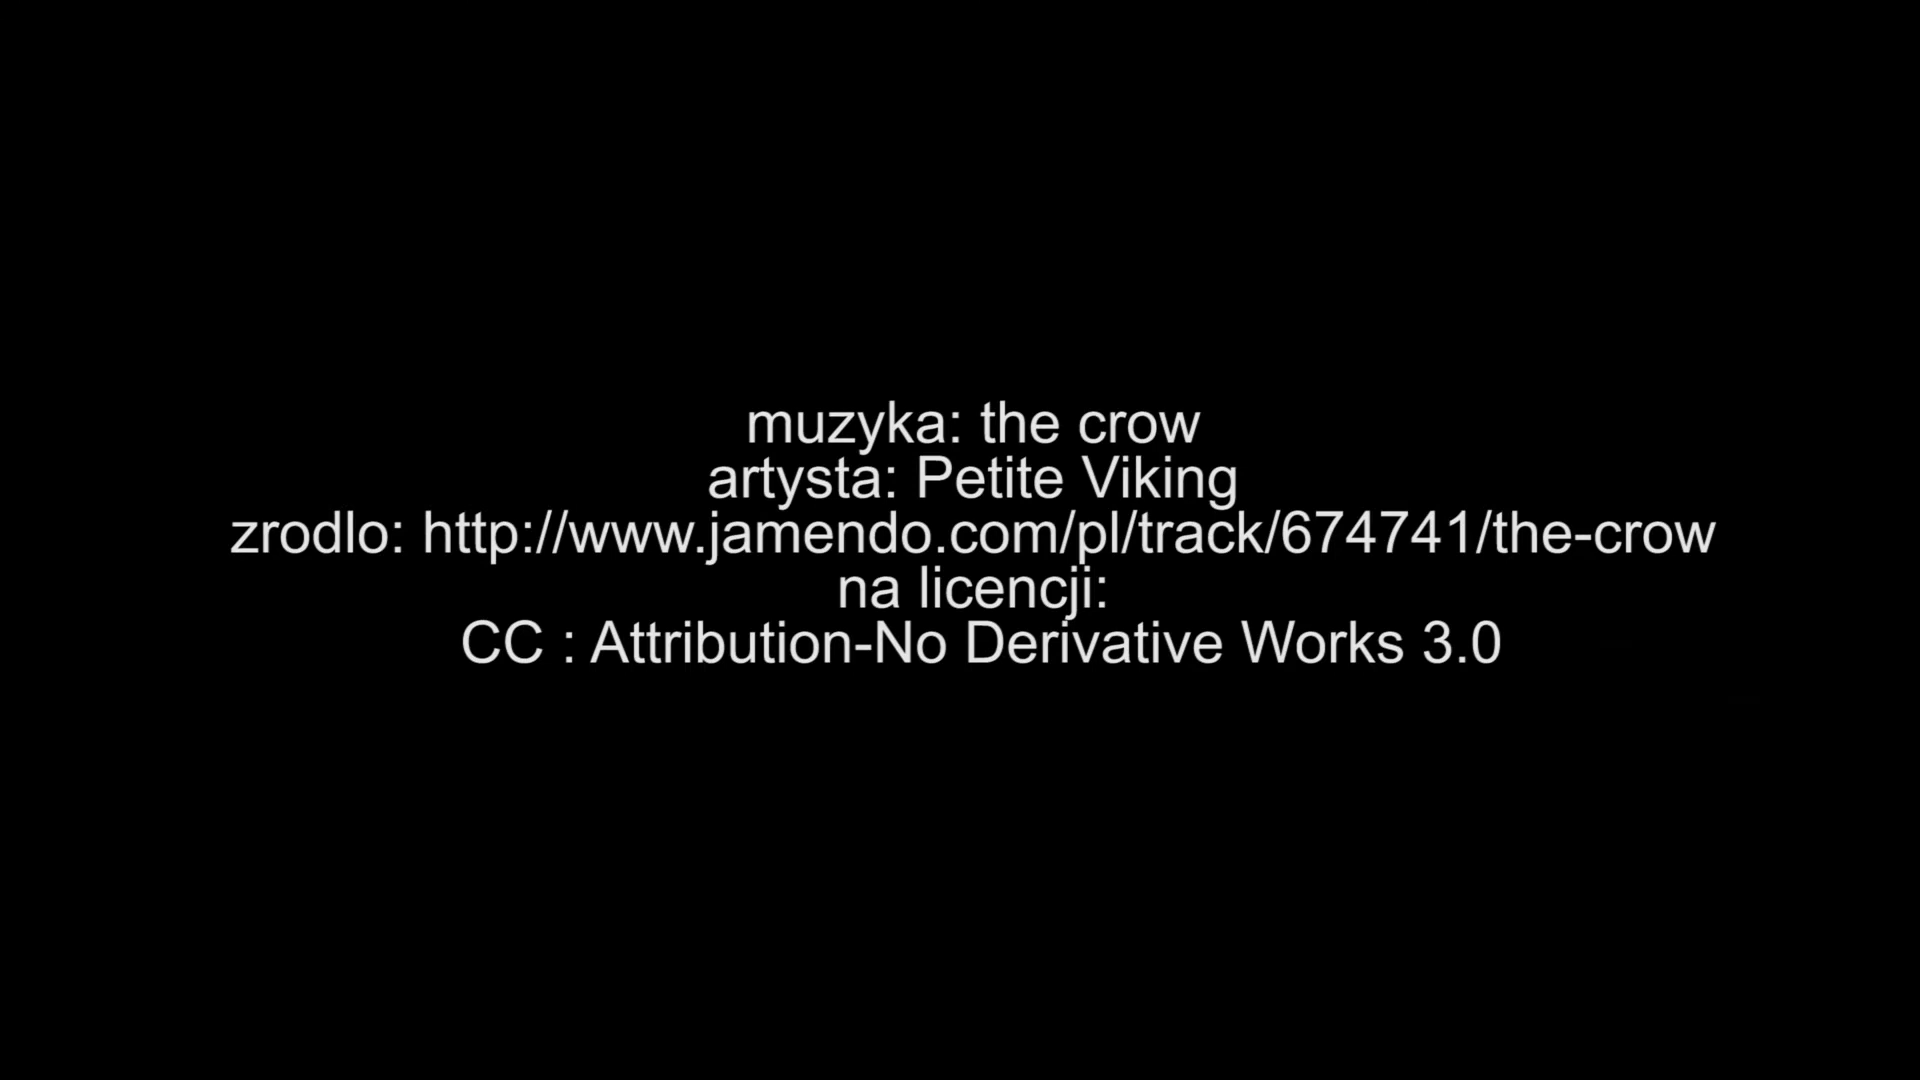 muzyka: the crow
artysta: Petite Viking
zrodlo: http://www.jamendo.com/pl/track/674741/the-crow
na licencji:
CC : Attribution-No Derivative Works 3.0